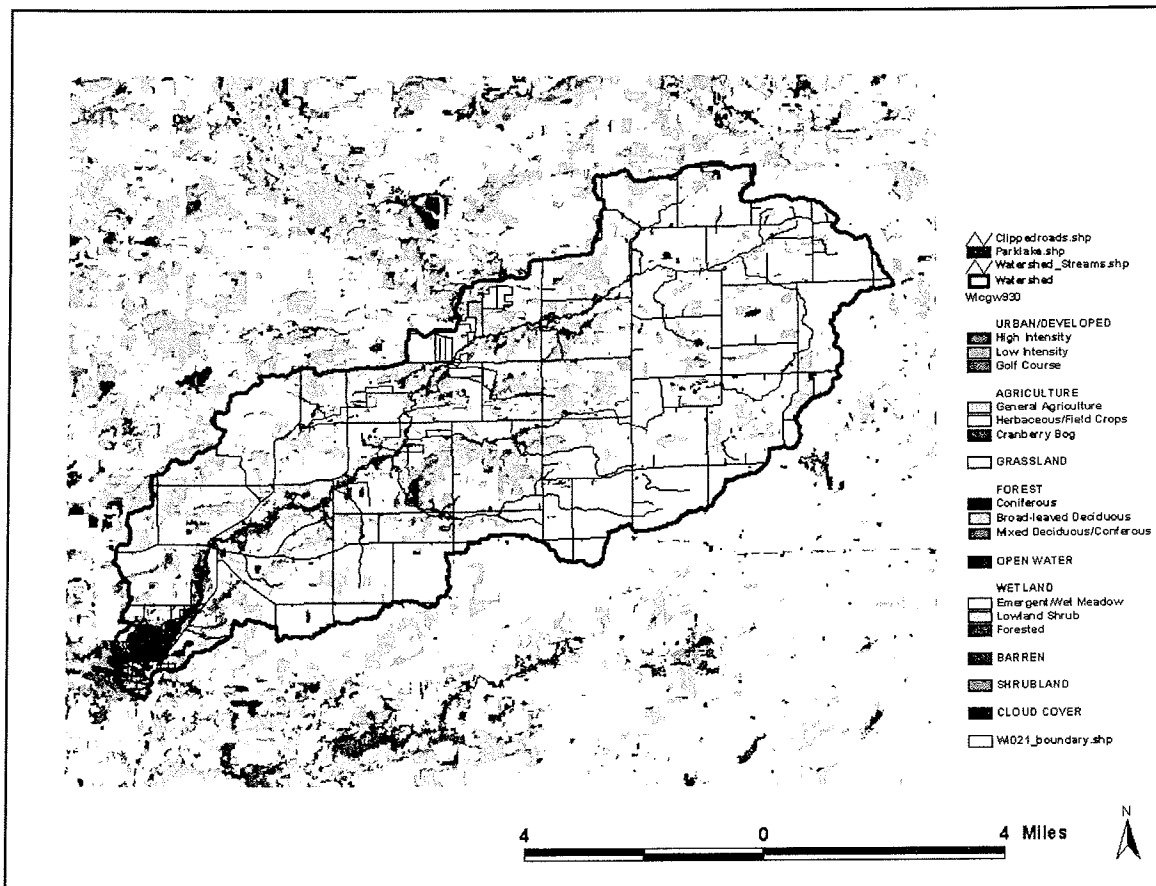 Clippedroads.shp
Parklake.shp
Watershed_Streams.shp
Watershed
Wlcgw930
URBAN/DEVELOPED
High Intensity
Low Intensity
Golf Course
AGRICULTURE
General Agriculture
Herbaceous/Field Crops
Cranberry Bog
GRASSLAND
FOREST
Coniferous
Broad-leaved Deciduous
Mixed Deciduous/Coniferous
OPEN WATER
WETLAND
Emergent/Wet Meadow
Lowland Shrub
Forested
BARREN
SHRUBLAND
CLOUD COVER
WI021_boundary.shp
N
4 0 4 Miles